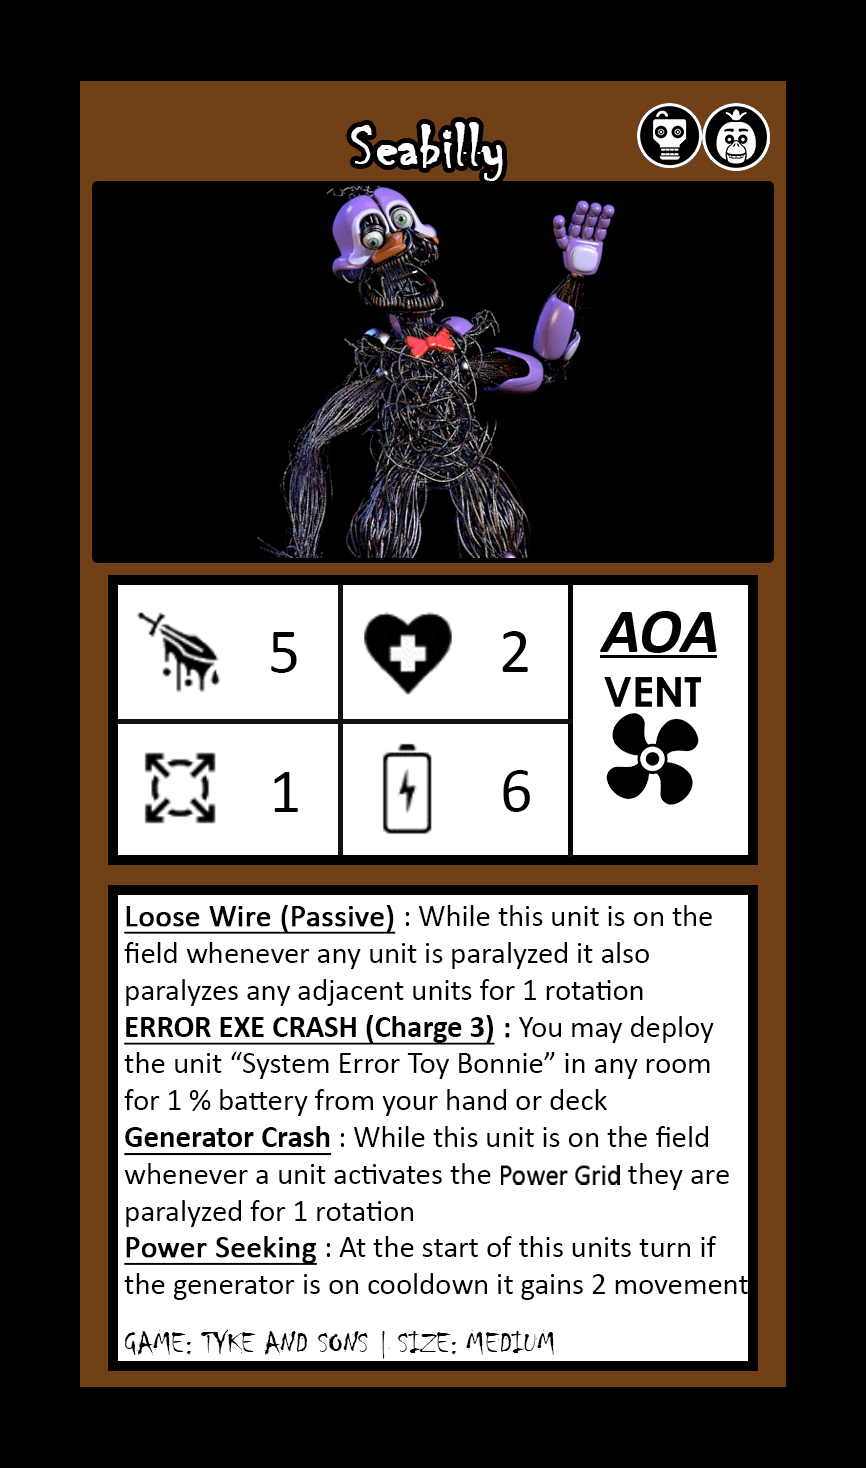 Seabilly
5
2
AOA
VENT
1
6
Loose Wire (Passive) : While this unit is on the
field whenever any unit is paralyzed it also
paralyzes any adjacent units for 1 rotation
ERROR EXE CRASH (Charge 3) : You may deploy
the unit “System Error Toy Bonnie” in any room
for 1 % battery from your hand or deck
Generator Crash : While this unit is on the field
whenever a unit activates the Power Grid they are
paralyzed for 1 rotation
Power Seeking : At the start of this units turn if
the generator is on cooldown it gains 2 movement
GAME: TYKE AND SONS | SIZE: MEDIUM